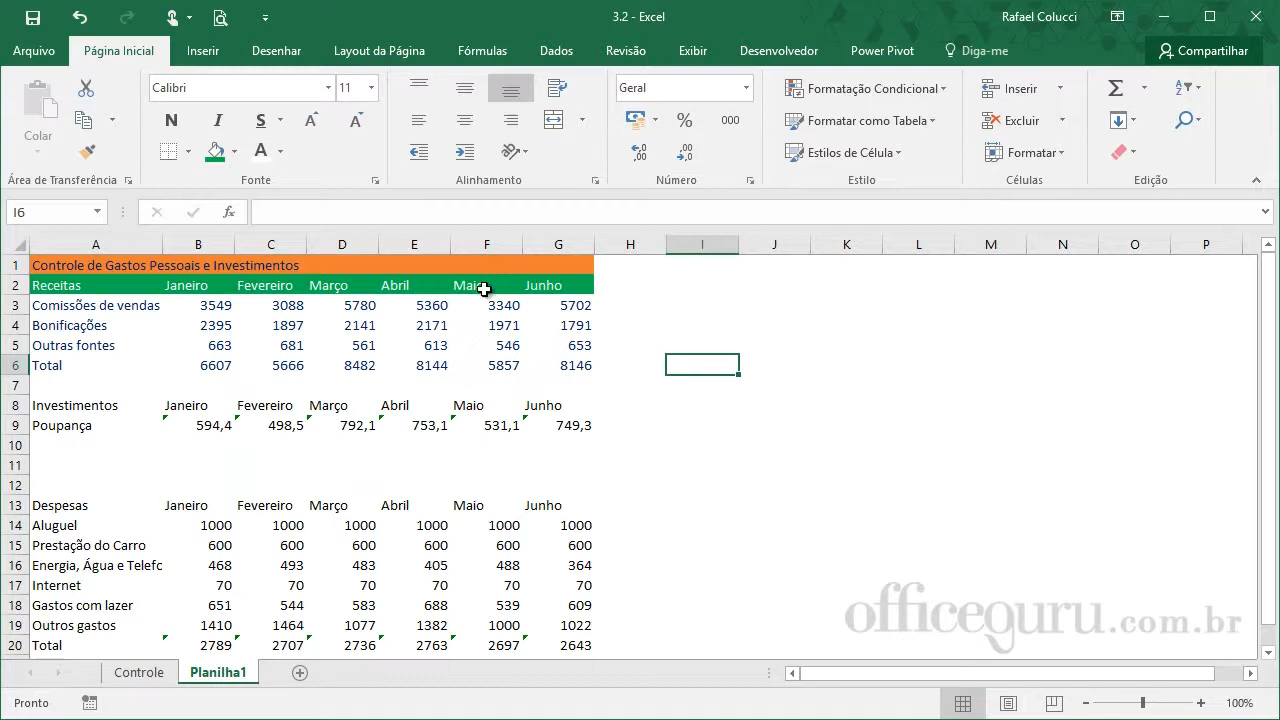 3.2 - Excel
Rafael Colucci
Arquivo Página Inicial Inserir Desenhar Layout da Página Fórmulas Dados Revisão Exibir Desenvolvedor Power Pivot Diga-me Compartilhar
Colar
Calibri 11
N I S A A
A
Geral
% 000
Formatação Condicional
Formatar como Tabela
Estilos de Célula
Inserir
Excluir
Formatar
Área de Transferência Fonte Alinhamento Número Estilo Células Edição
I6 fx
A B C D E F G H I J K L M N O P
1 Controle de Gastos Pessoais e Investimentos
2 Receitas Janeiro Fevereiro Março Abril Maio Junho
3 Comissões de vendas 3549 3088 5780 5360 3340 5702
4 Bonificações 2395 1897 2141 2171 1971 1791
5 Outras fontes 663 681 561 613 546 653
6 Total 6607 5666 8482 8144 5857 8146
7
8 Investimentos Janeiro Fevereiro Março Abril Maio Junho
9 Poupança 594,4 498,5 792,1 753,1 531,1 749,3
10
11
12
13 Despesas Janeiro Fevereiro Março Abril Maio Junho
14 Aluguel 1000 1000 1000 1000 1000 1000
15 Prestação do Carro 600 600 600 600 600 600
16 Energia, Água e Telefc 468 493 483 405 488 364
17 Internet 70 70 70 70 70 70
18 Gastos com lazer 651 544 583 688 539 609
19 Outros gastos 1410 1464 1077 1382 1000 1022
20 Total 2789 2707 2736 2763 2697 2643
officeguru.com.br
Controle Planilha1
Pronto
100%